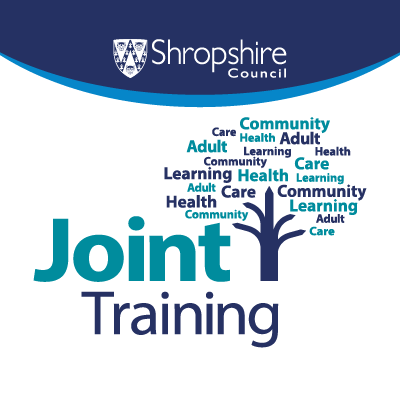 Shropshire
Council
Community
Care Health Adult
Adult Learning Health
Community Care
Learning Health Learning
Adult Care Community
Health Learning
Community Adult
Care
Joint
Training